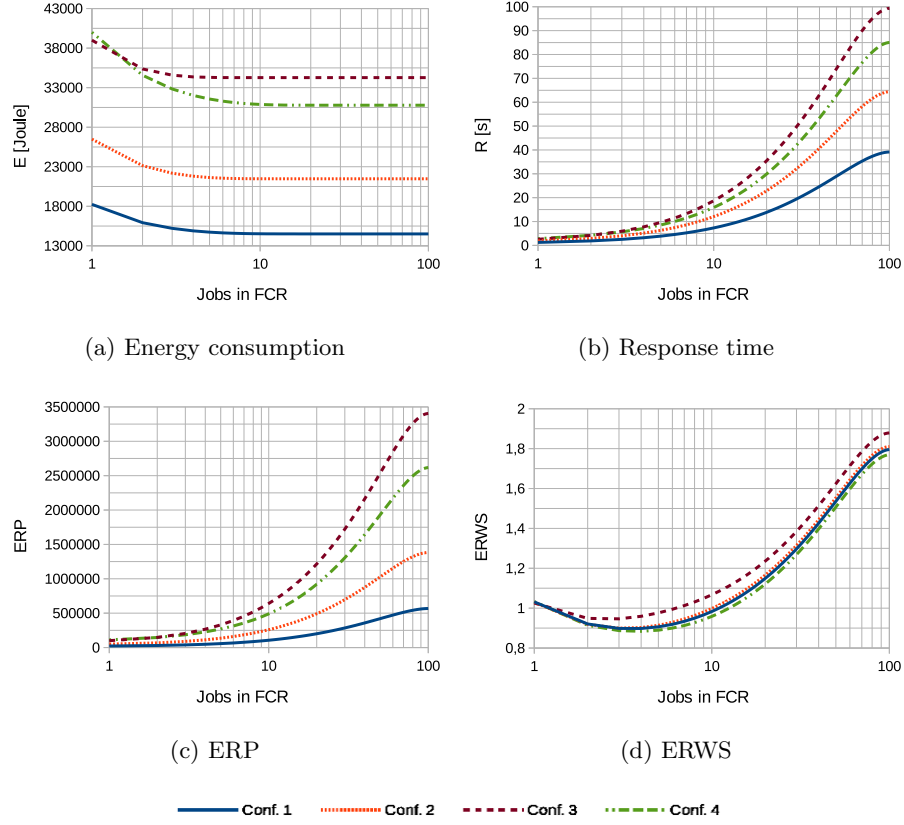 43000
38000
33000
28000
23000
18000
13000
E [Joule]
1 10 100
Jobs in FCR
(a) Energy consumption
100
90
80
70
60
50
40
30
20
10
0
R [s]
1 10 100
Jobs in FCR
(b) Response time
3500000
3000000
2500000
2000000
1500000
1000000
500000
0
ERP
1 10 100
Jobs in FCR
(c) ERP
2
1,8
1,6
1,4
1,2
1
0,8
ERWS
1 10 100
Jobs in FCR
(d) ERWS
Conf. 1 Conf. 2 Conf. 3 Conf. 4